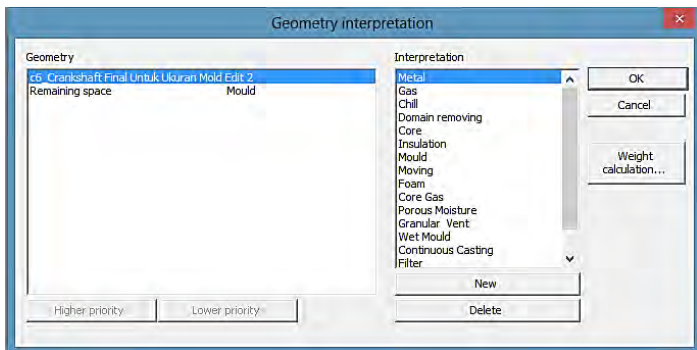 Geometry interpretation
Geometry
c6_Crankshaft Final Untuk Ukuran Mold Edit 2
Remaining space Mould
Higher priority
Lower priority
Interpretation
Metal
Gas
Chill
Domain removing
Core
Insulation
Mould
Moving
Foam
Core Gas
Porous Moisture
Granular Vent
Wet Mould
Continuous Casting
Filter
New
Delete
OK
Cancel
Weight
calculation...